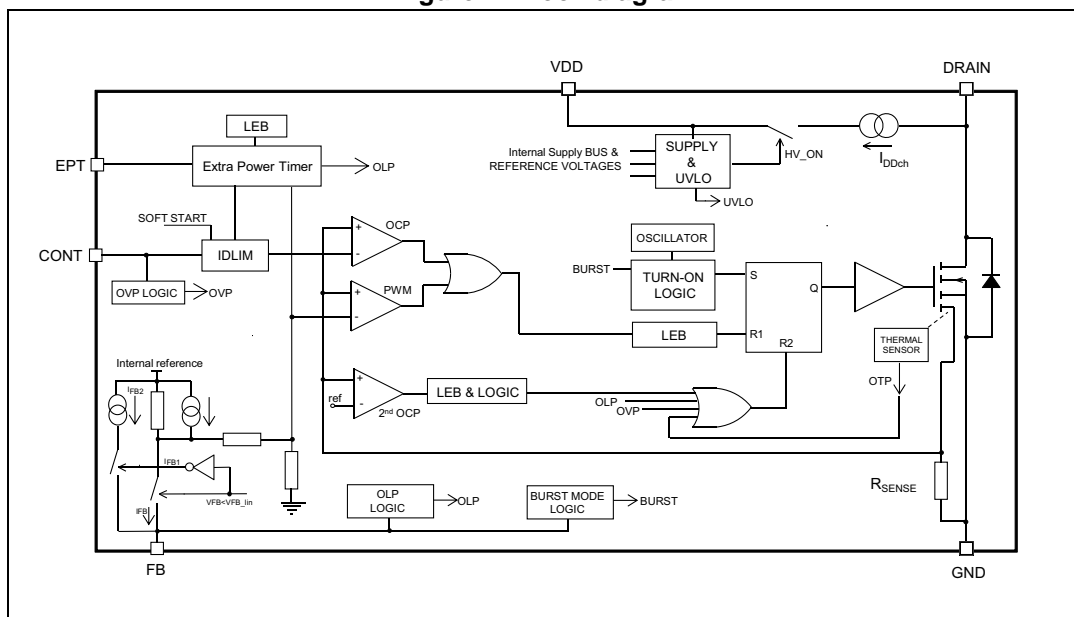 VDD
DRAIN
LEB
EPT
Extra Power Timer
OLP
Internal Supply BUS &
REFERENCE VOLTAGES
SUPPLY
&
UVLO
HV_ON
IDDch
UVLO
SOFT START
OCP
+
-
CONT
IDLIM
OSCILLATOR
BURST
TURN-ON
LOGIC
S
Q
OVP LOGIC
OVP
PWM
+
-
LEB
R1
R2
THERMAL
SENSOR
OTP
Internal reference
IFB2
+
-
ref
2nd OCP
LEB & LOGIC
OLP
OVP
IFB1
VFB<VFB_lin
IFB
RSENSE
OLP
LOGIC
OLP
BURST MODE
LOGIC
BURST
FB
GND